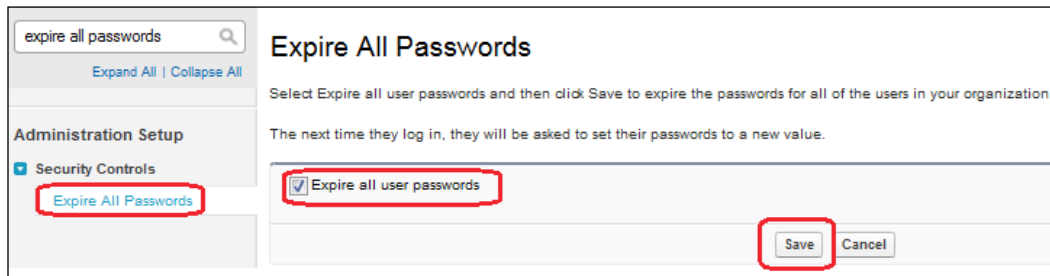 expire all passwords
Expand All | Collapse All
Administration Setup
Security Controls
Expire All Passwords
Expire All Passwords
Select Expire all user passwords and then click Save to expire the passwords for all of the users in your organization
The next time they log in, they will be asked to set their passwords to a new value.
Expire all user passwords
Save Cancel